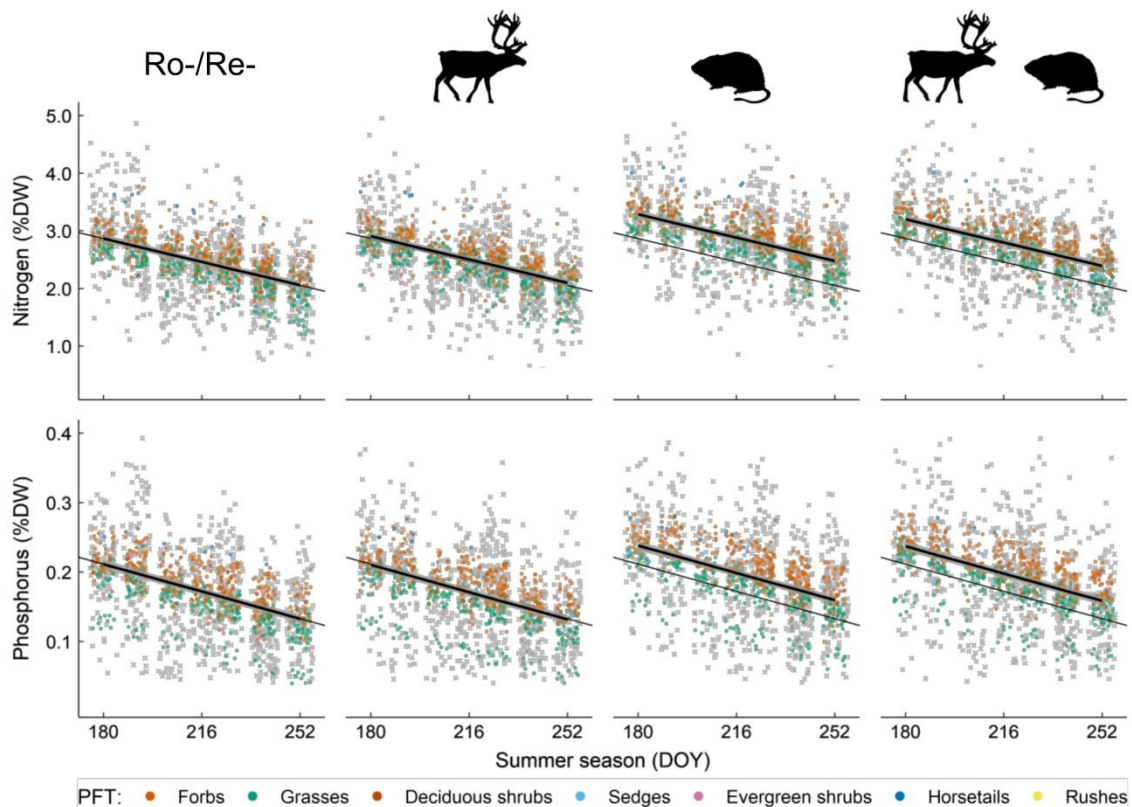 Ro-/Re-
Nitrogen (%DW)
5.0
4.0
3.0
2.0
1.0
Phosphorus (%DW)
0.4
0.3
0.2
0.1
180 216 252 180 216 252 180 216 252 180 216 252
Summer season (DOY)
PFT: Forbs Grasses Deciduous shrubs Sedges Evergreen shrubs Horsetails Rushes